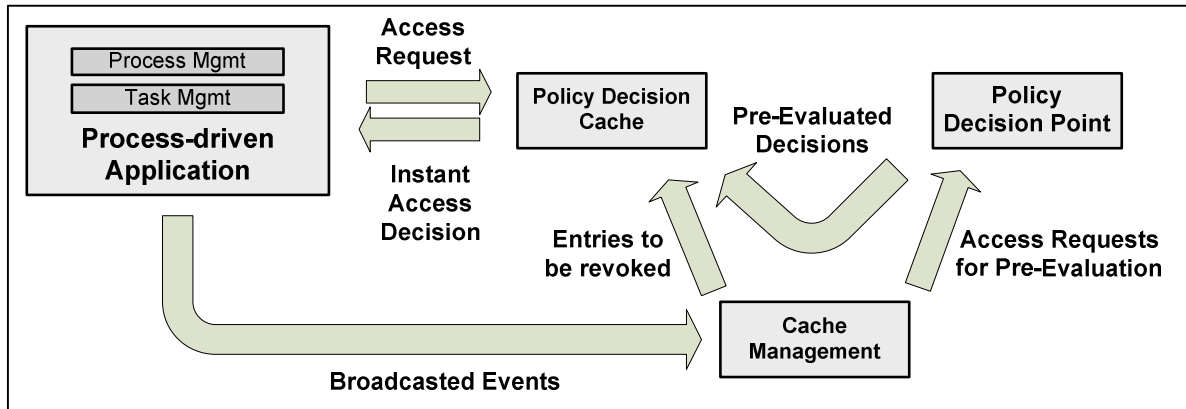 Process Mgmt
Task Mgmt
Process-driven
Application
Access
Request
Instant
Access
Decision
Policy Decision
Cache
Pre-Evaluated
Decisions
Policy
Decision Point
Entries to
be revoked
Access Requests
for Pre-Evaluation
Cache
Management
Broadcasted Events